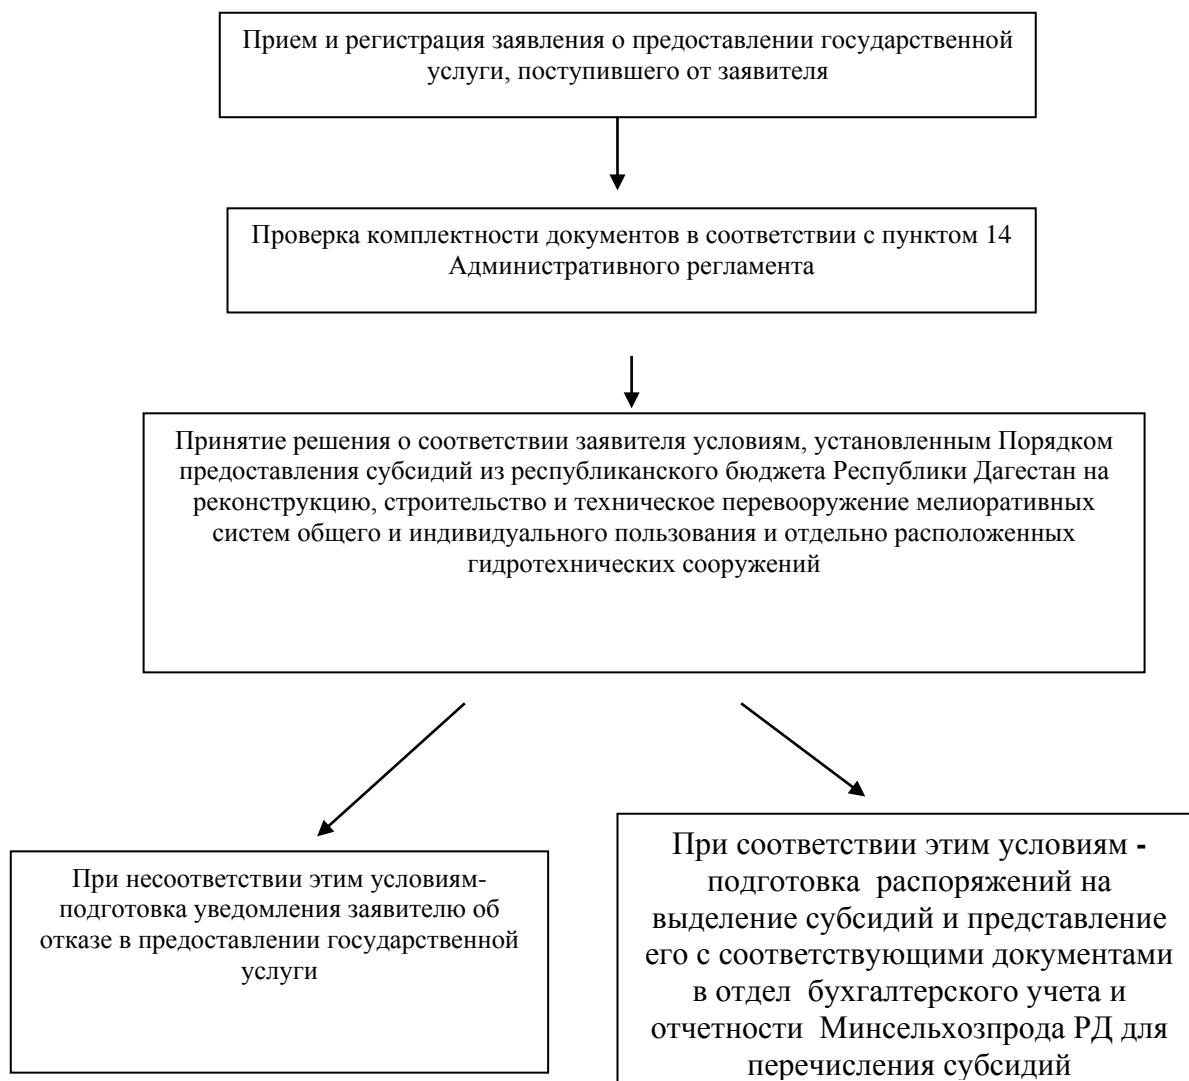 Прием и регистрация заявления о предоставлении государственной
услуги, поступившего от заявителя
Проверка комплектности документов в соответствии с пунктом 14
Административного регламента
Принятие решения о соответствии заявителя условиям, установленным Порядком
предоставления субсидий из республиканского бюджета Республики Дагестан на
реконструкцию, строительство и техническое перевооружение мелиоративных
систем общего и индивидуального пользования и отдельно расположенных
гидротехнических сооружений
При несоответствии этим условиям-
подготовка уведомления заявителю об
отказе в предоставлении государственной
услуги
При соответствии этим условиям -
подготовка распоряжений на
выделение субсидий и представление
его с соответствующими документами
в отдел бухгалтерского учета и
отчетности Минсельхозпрода РД для
перечисления субсидий